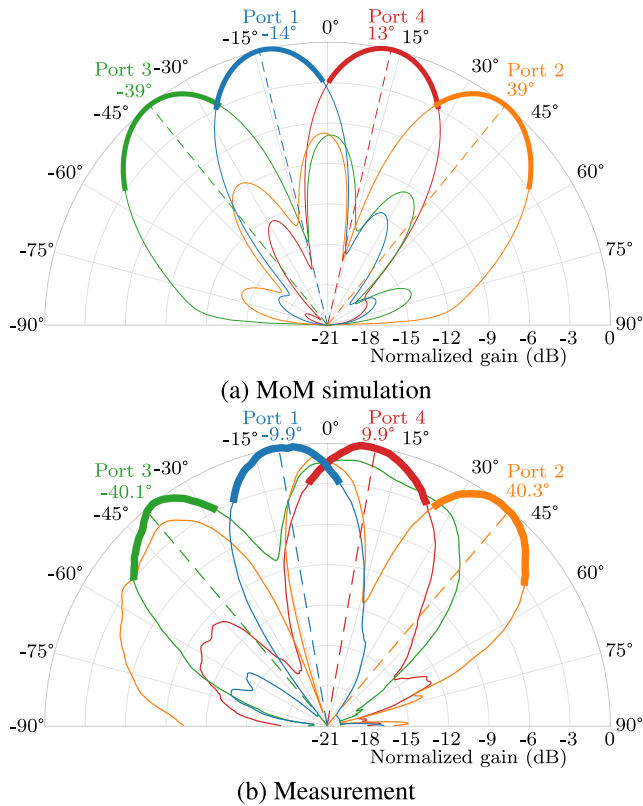 Port 1
0°
Port 4
-15°
-14°
13°
15°
Port 3
-30°
30°
Port 2
-39°
39°
-45°
45°
-60°
60°
-75°
75°
-90°
90°
-21 -18 -15 -12 -9 -6 -3 0
Normalized gain (dB)
(a) MoM simulation
Port 1
0°
Port 4
-15°
-9.9°
9.9°
15°
Port 3
-30°
30°
Port 2
-40.1°
40.3°
-45°
45°
-60°
60°
-75°
75°
-90°
90°
-21 -18 -15 -12 -9 -6 -3 0
Normalized gain (dB)
(b) Measurement